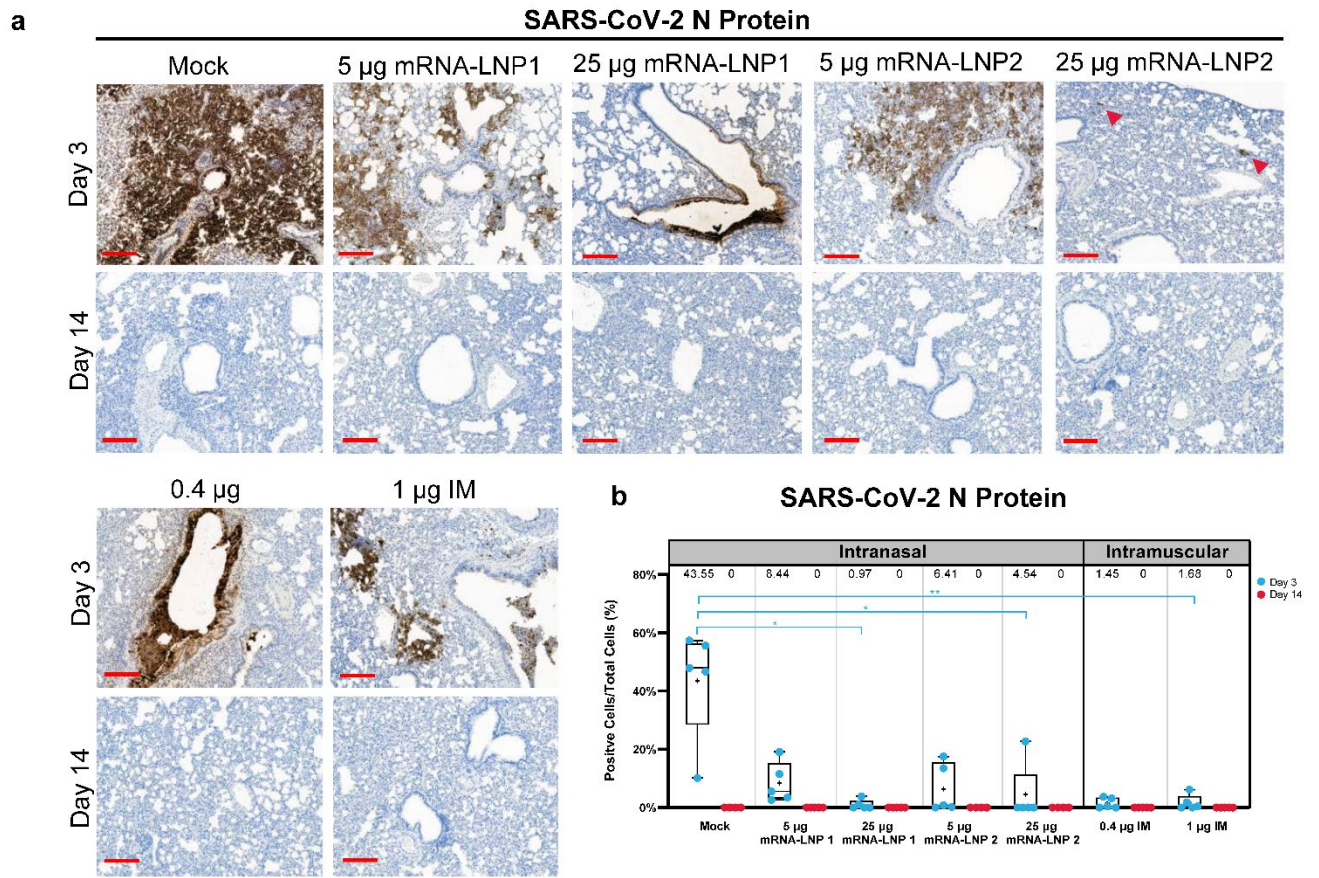 a
SARS-CoV-2 N Protein
Mock
5 µg mRNA-LNP1
25 µg mRNA-LNP1
5 µg mRNA-LNP2
25 µg mRNA-LNP2
Day 3
Day 14
0.4 µg
1 µg IM
Day 3
Day 14
b
SARS-CoV-2 N Protein
Intranasal
Intramuscular
43.55 0 8.44 0 0.97 0 6.41 0 4.54 0 1.45 0 1.68 0
Day 3
Day 14
80%
60%
40%
20%
0%
Positve Cells/Total Cells (%)
**
*
*
Mock
5 µg
mRNA-LNP 1
25 µg
mRNA-LNP 1
5 µg
mRNA-LNP 2
25 µg
mRNA-LNP 2
0.4 µg IM
1 µg IM